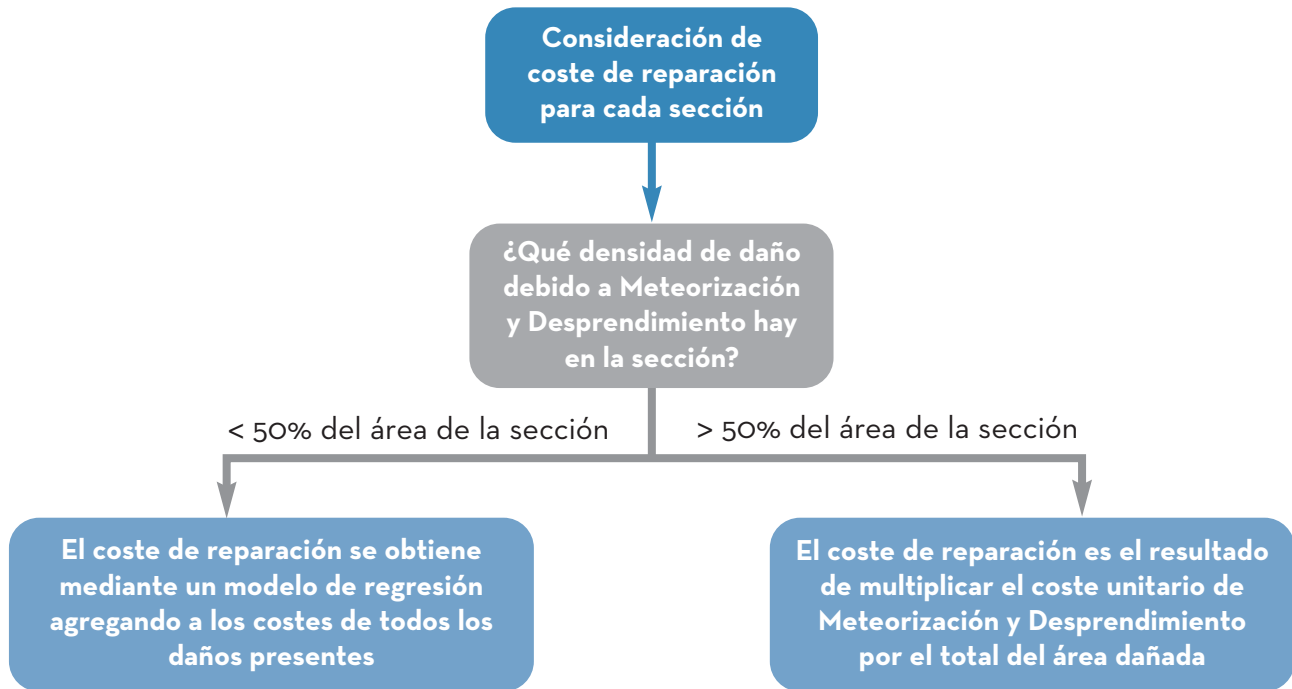 Consideración de
coste de reparación
para cada sección
¿Qué densidad de daño
debido a Meteorización
y Desprendimiento hay
en la sección?
< 50% del área de la sección
> 50% del área de la sección
El coste de reparación se obtiene
mediante un modelo de regresión
agregando a los costes de todos los
daños presentes
El coste de reparación es el resultado
de multiplicar el coste unitario de
Meteorización y Desprendimiento
por el total del área dañada